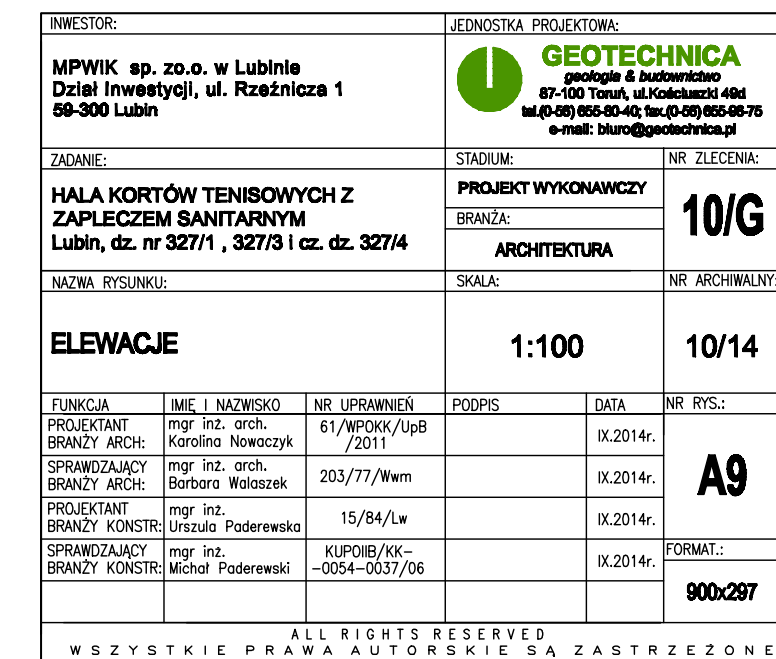 INWESTOR:
MPWIK sp. zo.o. w Lubinie
Dział Inwestycji, ul. Rzeźnicza 1
59-300 Lubin
JEDNOSTKA PROJEKTOWA:
GEOTECHNICA
geologia & budownictwo
87-100 Toruń, ul.Kościuszki 49d
tel.(0-56) 655-80-40; fax.(0-56) 655-96-75
e-mail: biuro@geotechnica.pl
ZADANIE:
HALA KORTÓW TENISOWYCH Z
ZAPLECZEM SANITARNYM
Lubin, dz. nr 327/1 , 327/3 i cz. dz. 327/4
STADIUM:
PROJEKT WYKONAWCZY
BRANŻA:
ARCHITEKTURA
NR ZLECENIA:
10/G
NAZWA RYSUNKU:
ELEWACJE
SKALA:
1:100
NR ARCHIWALNY:
10/14
FUNKCJA IMIĘ I NAZWISKO NR UPRAWNIEŃ PODPIS DATA
PROJEKTANT
BRANŻY ARCH:
mgr inż. arch.
Karolina Nowaczyk
61/WPOKK/UpB
/2011
IX.2014r.
SPRAWDZAJĄCY
BRANŻY ARCH:
mgr inż. arch.
Barbara Walaszek
203/77/Wwm
IX.2014r.
PROJEKTANT
BRANŻY KONSTR:
mgr inż.
Urszula Paderewska
15/84/Lw
IX.2014r.
SPRAWDZAJĄCY
BRANŻY KONSTR:
mgr inż.
Michał Paderewski
KUPOIIB/KK-
-0054-0037/06
IX.2014r.
NR RYS.:
A9
FORMAT.:
900x297
ALL RIGHTS RESERVED
WSZYSTKIE PRAWA AUTORSKIE SĄ ZASTRZEŻONE